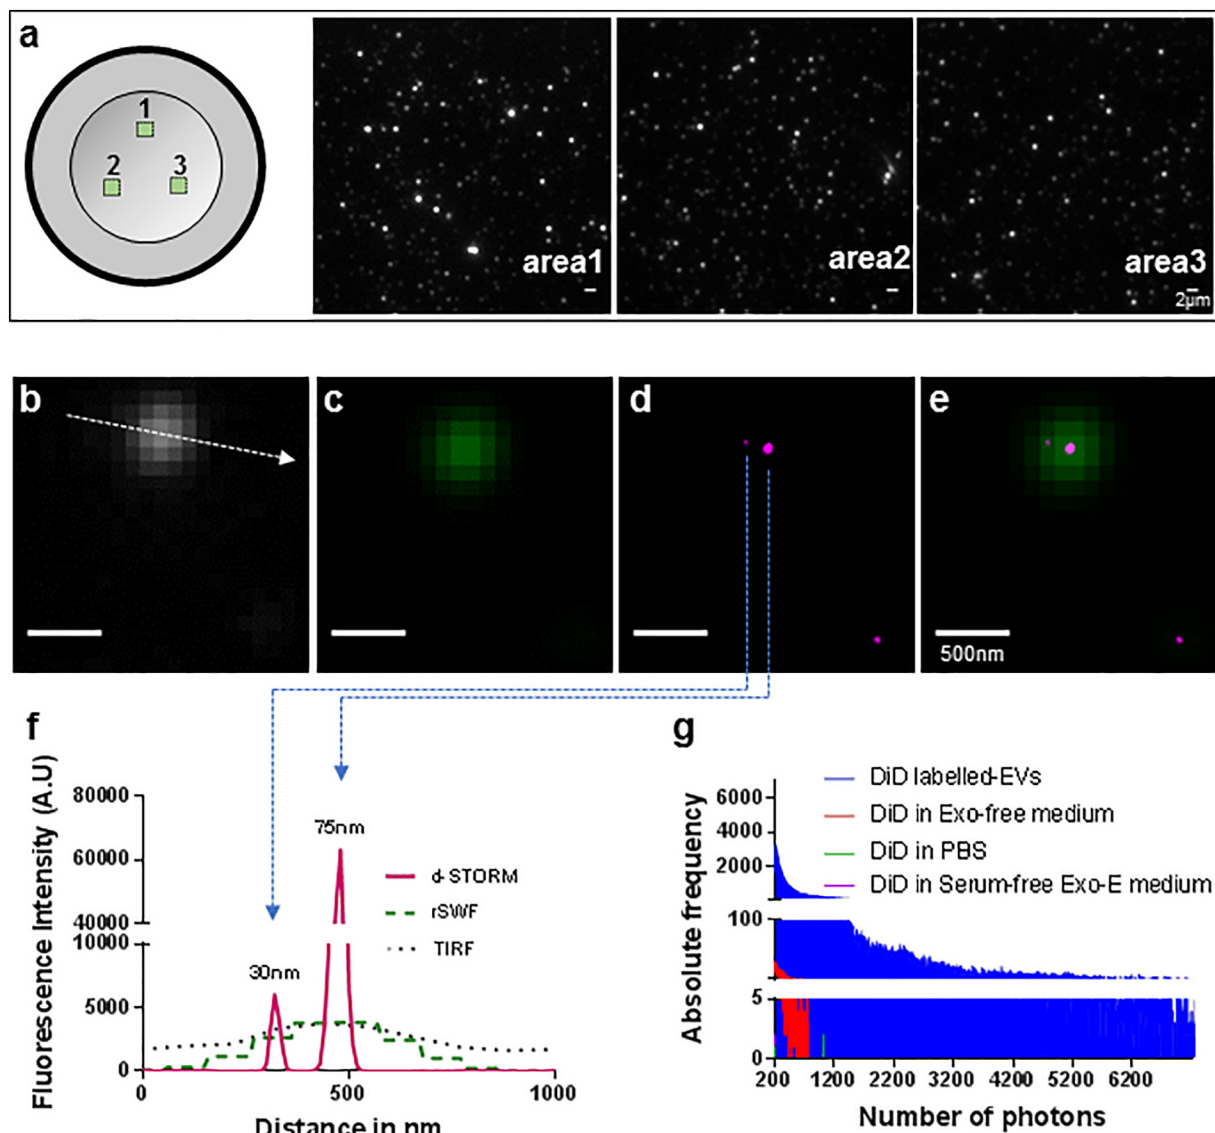 a
1
2
3
area1
area2
area3
2µm
b
c
d
e
500nm
f
Fluorescence Intensity (A.U)
80000
60000
40000
10000
5000
0
75nm
30nm
d-STORM
rSWF
TIRF
0
500
1000
Distance in nm
g
Absolute frequency
6000
4000
2000
100
5
0
DiD labelled-EVs
DiD in Exo-free medium
DiD in PBS
DiD in Serum-free Exo-E medium
200 1200 2200 3200 4200 5200 6200
Number of photons